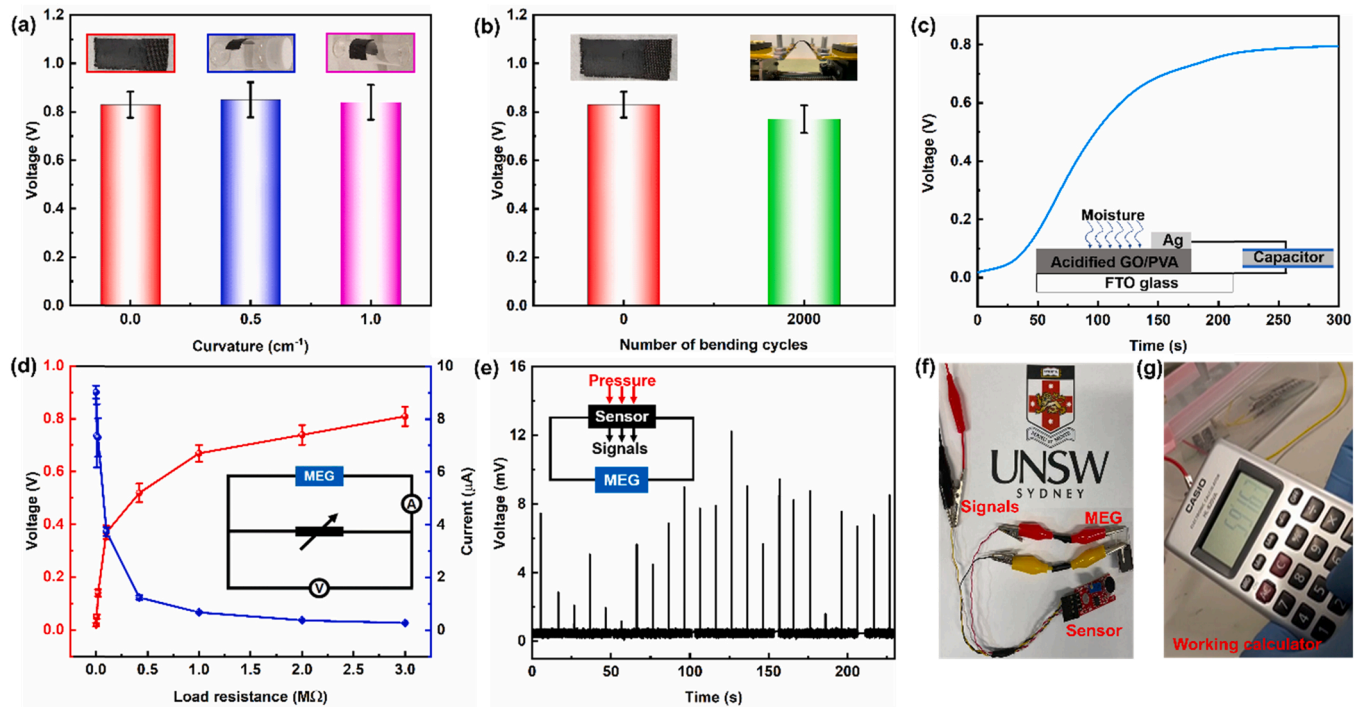 (a)
1.2
1.0
0.8
0.6
0.4
0.2
0.0
Voltage (V)
0.0 0.5 1.0
Curvature (cm⁻¹)
(b)
1.2
1.0
0.8
0.6
0.4
0.2
0.0
Voltage (V)
0 2000
Number of bending cycles
(c)
0.8
0.6
0.4
0.2
0.0
Voltage (V)
Moisture
Ag
Acidified GO/PVA
Capacitor
FTO glass
0 50 100 150 200 250 300
Time (s)
(d)
1.0
0.8
0.6
0.4
0.2
0.0
Voltage (V)
MEG
A
V
10
8
6
4
2
0
Current (μA)
0.0 0.5 1.0 1.5 2.0 2.5 3.0
Load resistance (MΩ)
(e)
16
12
8
4
0
Voltage (mV)
Pressure
Sensor
Signals
MEG
0 50 100 150 200
Time (s)
(f)
UNSW
SYDNEY
Signals
MEG
Sensor
(g)
CASIO
Working calculator